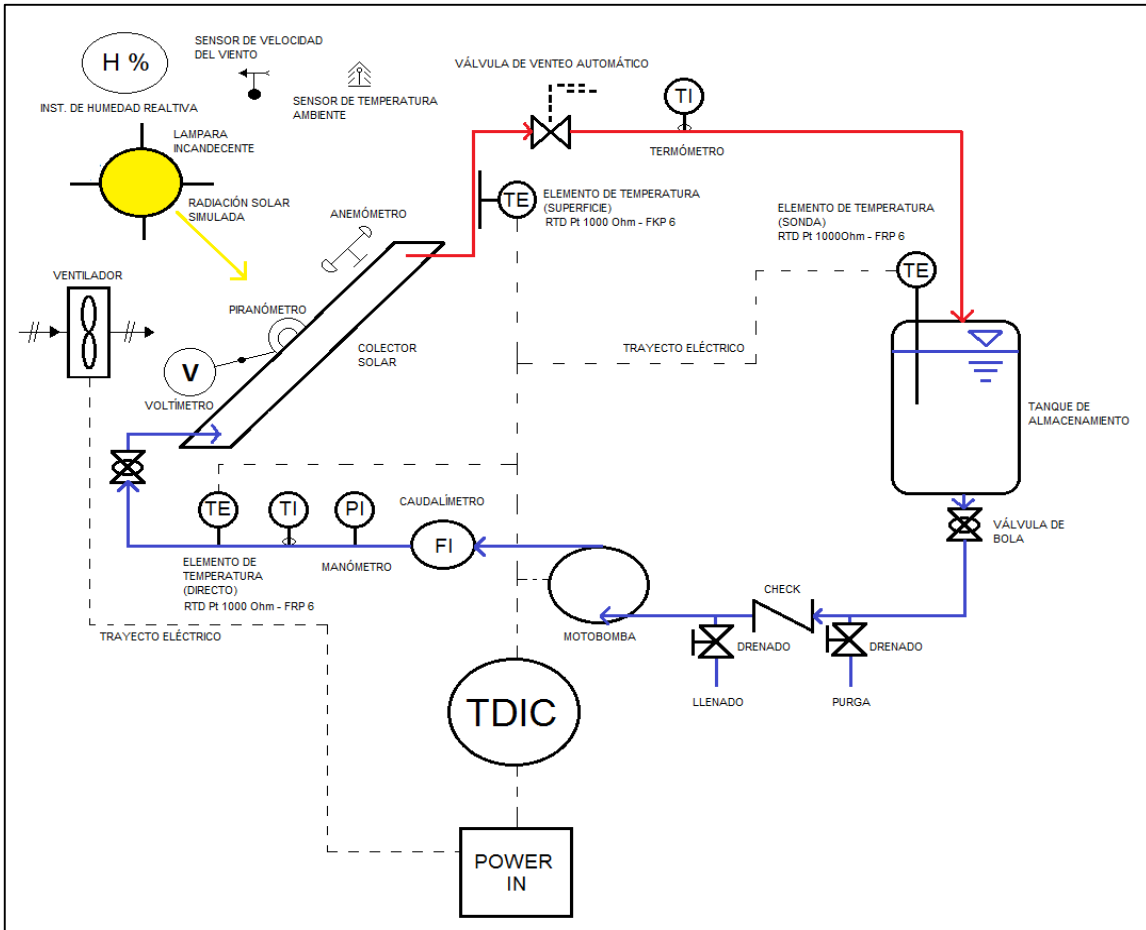 H %
INST. DE HUMEDAD REALTIVA
SENSOR DE VELOCIDAD
DEL VIENTO
SENSOR DE TEMPERATURA
AMBIENTE
LAMPARA
INCANDECENTE
RADIACIÓN SOLAR
SIMULADA
VÁLVULA DE VENTEO AUTOMÁTICO
TI
TERMÓMETRO
TE
ELEMENTO DE TEMPERATURA
(SUPERFICIE)
RTD Pt 1000 Ohm - FKP 6
ELEMENTO DE TEMPERATURA
(SONDA)
RTD Pt 1000Ohm - FRP 6
TE
ANEMÓMETRO
VENTILADOR
PIRANÓMETRO
COLECTOR
SOLAR
V
VOLTÍMETRO
TRAYECTO ELÉCTRICO
TANQUE DE
ALMACENAMIENTO
TE
TI
PI
CAUDALÍMETRO
FI
ELEMENTO DE
TEMPERATURA
(DIRECTO)
RTD Pt 1000 Ohm - FRP 6
MANÓMETRO
VÁLVULA DE
BOLA
CHECK
TRAYECTO ELÉCTRICO
MOTOBOMBA
DRENADO
DRENADO
LLENADO
PURGA
TDIC
POWER
IN